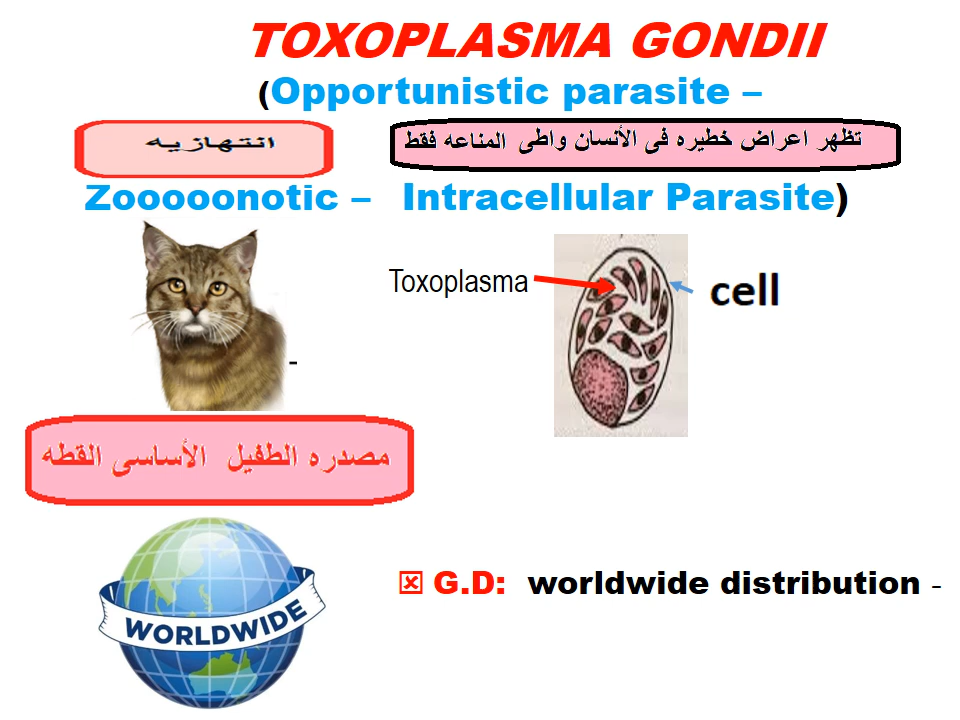 TOXOPLASMA GONDII
(Opportunistic parasite –
انتهازيه
تظهر اعراض خطيره فى الأنسان واطى المناعه فقط
Zooooonotic – Intracellular Parasite)
Toxoplasma
cell
-
مصدره الطفيل الأساسى القطه
WORLDWIDE
☒ G.D: worldwide distribution -